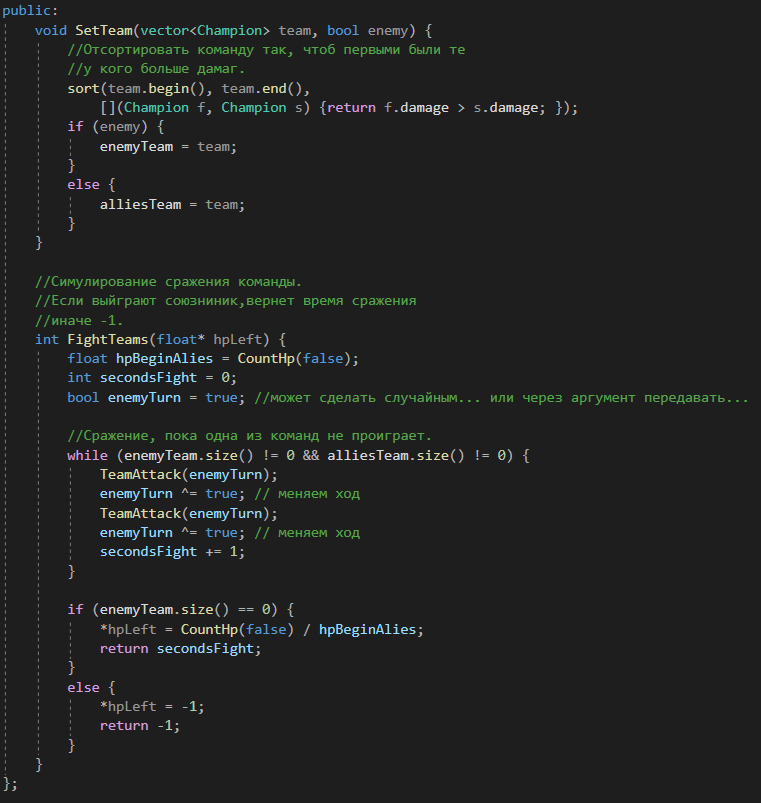 public:
void SetTeam(vector<Champion> team, bool enemy) {
//Отсортировать команду так, чтоб первыми были те
//у кого больше дамаг.
sort(team.begin(), team.end(),
[](Champion f, Champion s) {return f.damage > s.damage; });
if (enemy) {
enemyTeam = team;
}
else {
alliesTeam = team;
}
}
//Симулирование сражения команды.
//Если выйграют союзниник,вернет время сражения
//иначе -1.
int FightTeams(float* hpLeft) {
float hpBeginAlies = CountHp(false);
int secondsFight = 0;
bool enemyTurn = true; //может сделать случайным... или через аргумент передавать...
//Сражение, пока одна из команд не проиграет.
while (enemyTeam.size() != 0 && alliesTeam.size() != 0) {
TeamAttack(enemyTurn);
enemyTurn ^= true; // меняем ход
TeamAttack(enemyTurn);
enemyTurn ^= true; // меняем ход
secondsFight += 1;
}
if (enemyTeam.size() == 0) {
*hpLeft = CountHp(false) / hpBeginAlies;
return secondsFight;
}
else {
*hpLeft = -1;
return -1;
}
}
};